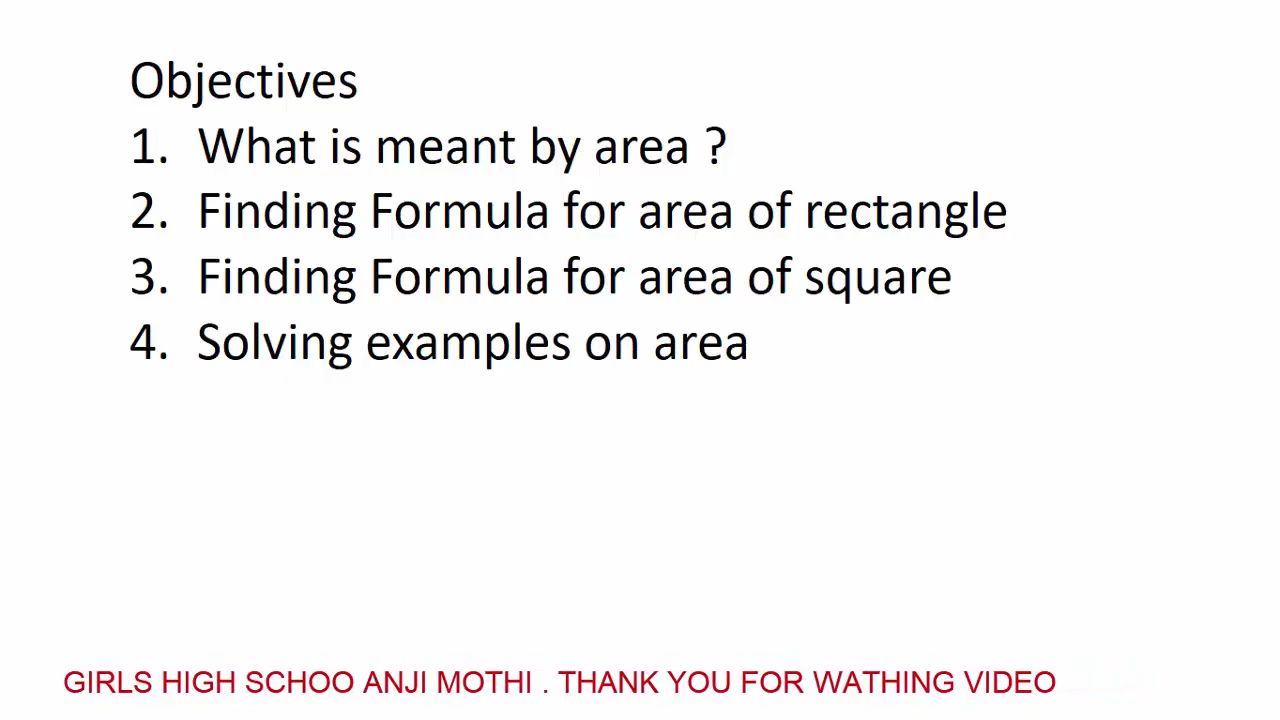 Objectives
1. What is meant by area ?
2. Finding Formula for area of rectangle
3. Finding Formula for area of square
4. Solving examples on area
GIRLS HIGH SCHOO ANJI MOTHI . THANK YOU FOR WATHING VIDEO